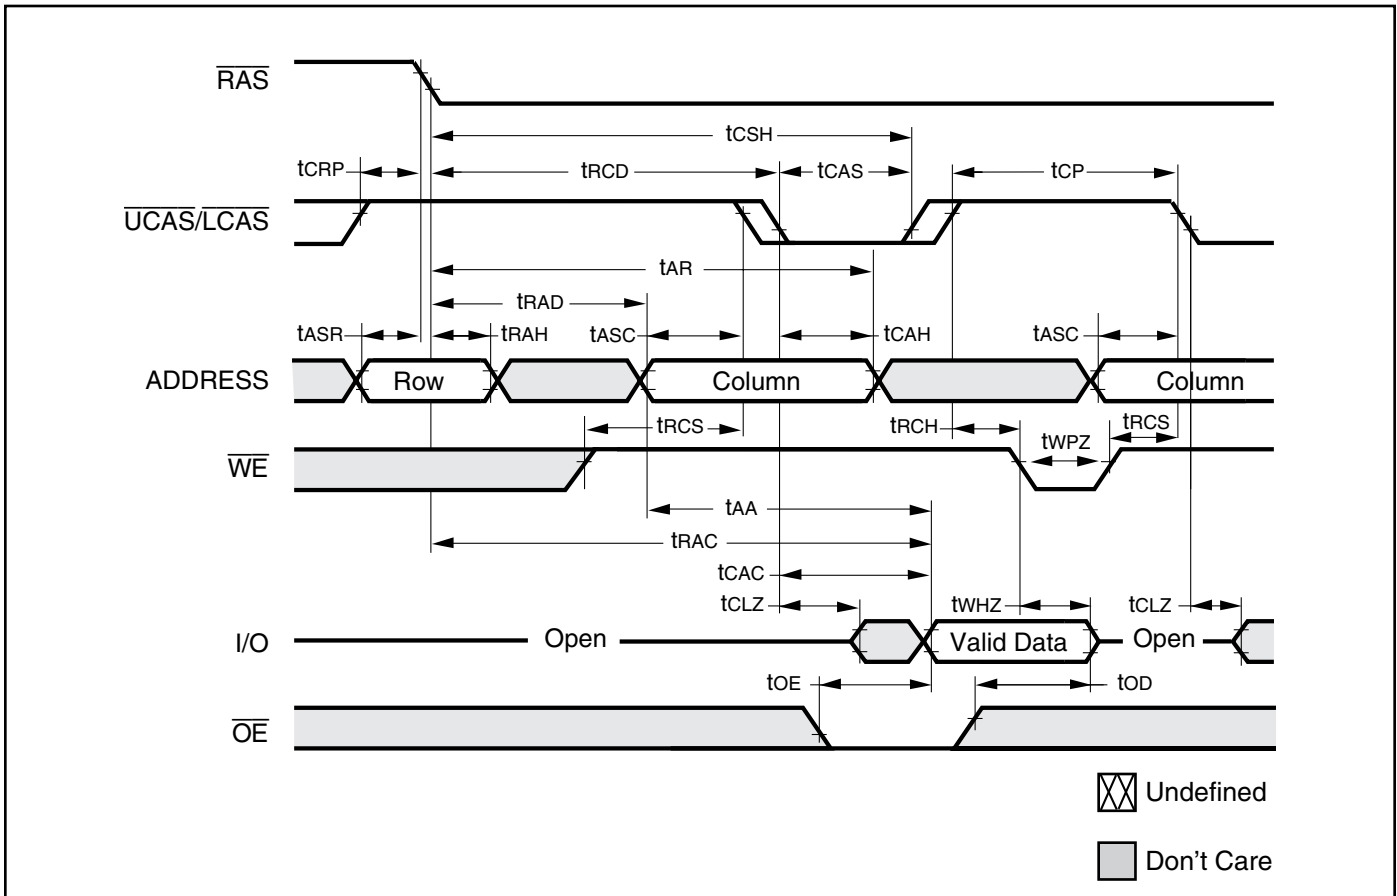 RAS
tCSH
tCRP tRCD tCAS tCP
UCAS/LCAS
tAR
tRAD
tASR tRAH tASC tCAH tASC
ADDRESS Row Column Column
tRCS tRCH tWPZ tRCS
WE
tAA
tRAC
tCAC
tCLZ tWHZ tCLZ
I/O Open Valid Data Open
tOE tOD
OE
Undefined
Don't Care